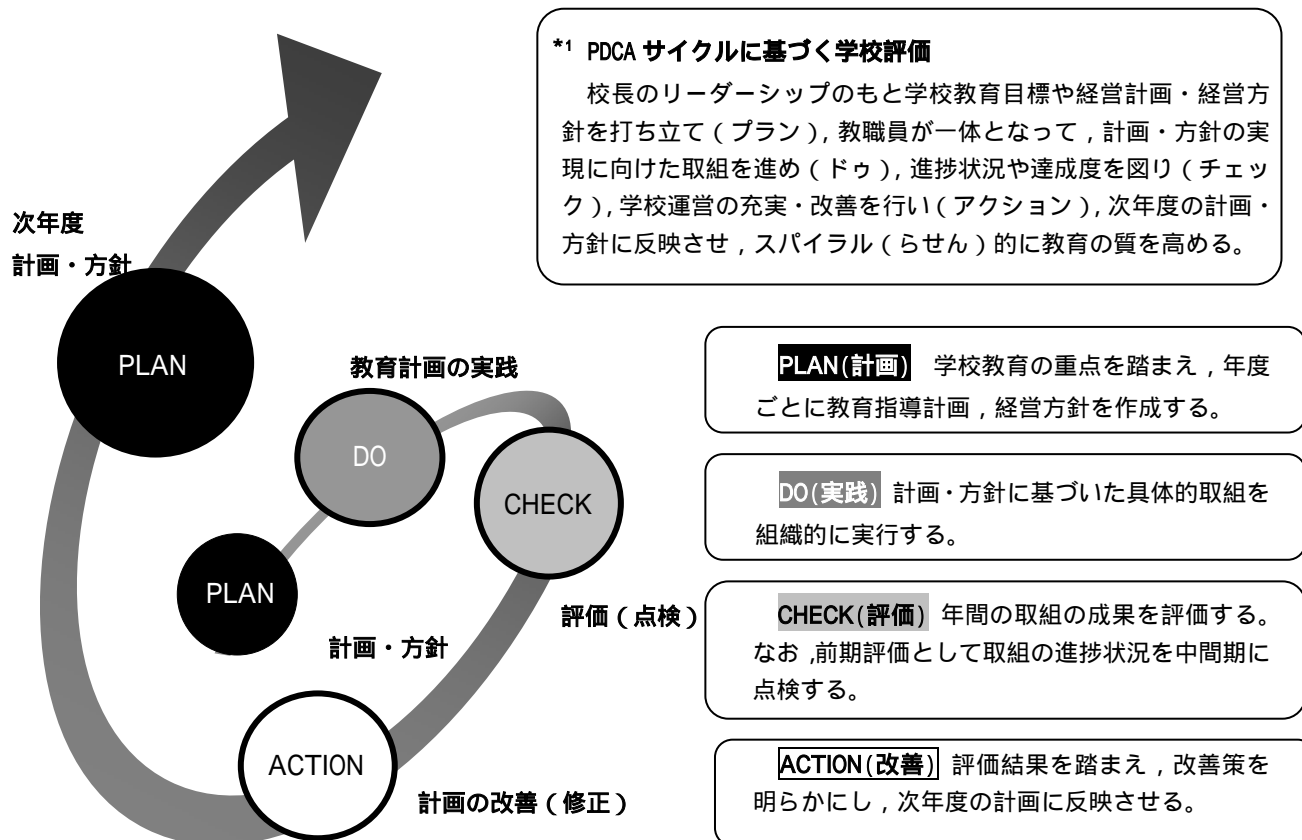 *1 PDCA サイクルに基づく学校評価
校長のリーダーシップのもと学校教育目標や経営計画・経営方
針を打ち立て(プラン),教職員が一体となって,計画・方針の実
現に向けた取組を進め(ドゥ),進捗状況や達成度を図り(チェッ
ク),学校運営の充実・改善を行い(アクション),次年度の計画・
方針に反映させ,スパイラル(らせん)的に教育の質を高める。
次年度
計画・方針
PLAN
教育計画の実践
DO
CHECK
PLAN
評価(点検)
計画・方針
ACTION
計画の改善(修正)
PLAN(計画) 学校教育の重点を踏まえ,年度
ごとに教育指導計画,経営方針を作成する。
DO(実践) 計画・方針に基づいた具体的取組を
組織的に実行する。
CHECK(評価) 年間の取組の成果を評価する。
なお,前期評価として取組の進捗状況を中間期に
点検する。
ACTION(改善) 評価結果を踏まえ,改善策を
明らかにし,次年度の計画に反映させる。